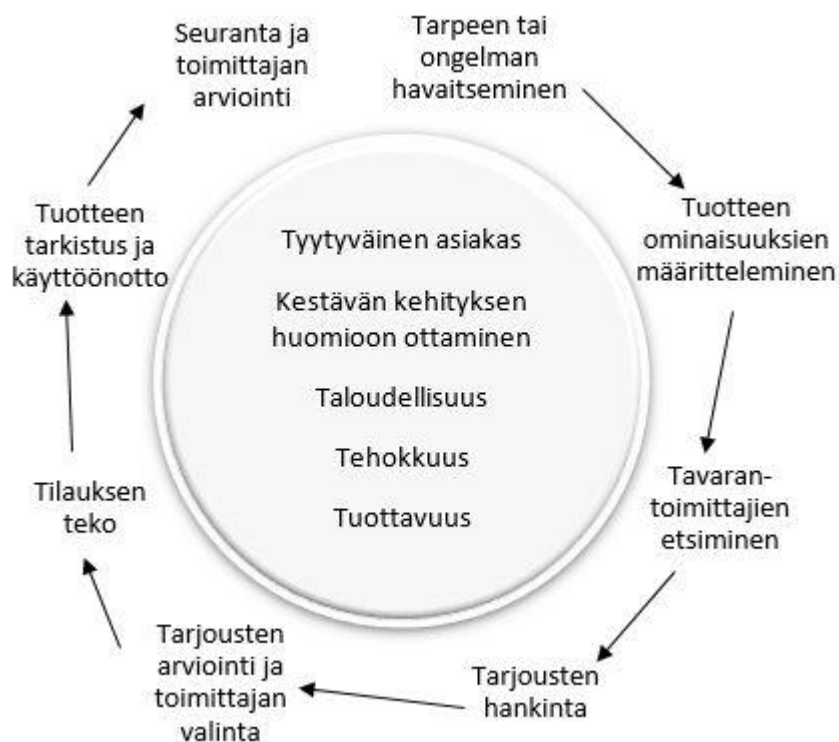 Tarpeen tai
ongelman
havaitseminen
Tuotteen
ominaisuuksien
määritteleminen
Tavaran-
toimittajien
etsiminen
Tarjousten
hankinta
Tarjousten
arviointi ja
toimittajan
valinta
Tilauksen
teko
Tuotteen
tarkistus ja
käyttöönotto
Seuranta ja
toimittajan
arviointi
Tyytyväinen asiakas
Kestävän kehityksen
huomioon ottaminen
Taloudellisuus
Tehokkuus
Tuottavuus